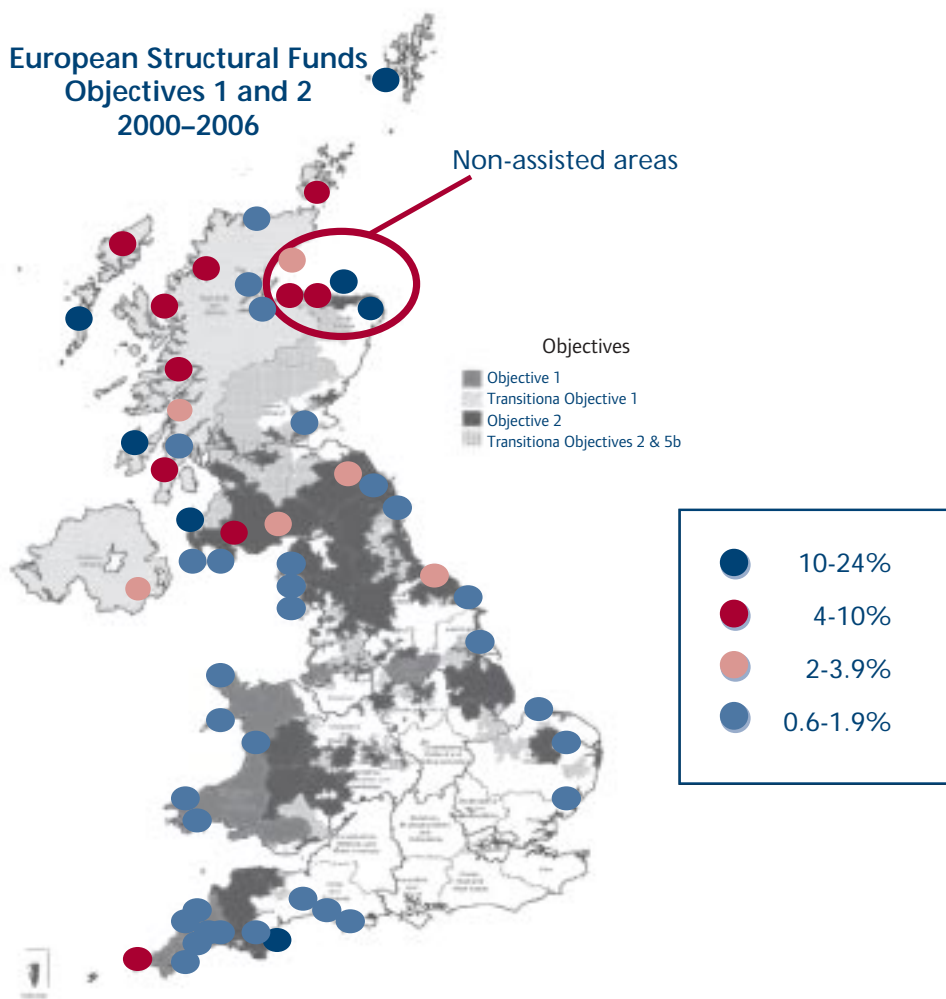 European Structural Funds
Objectives 1 and 2
2000–2006
Non-assisted areas
Objectives
Objective 1
Transitiona Objective 1
Objective 2
Transitiona Objectives 2 & 5b
10-24%
4-10%
2-3.9%
0.6-1.9%